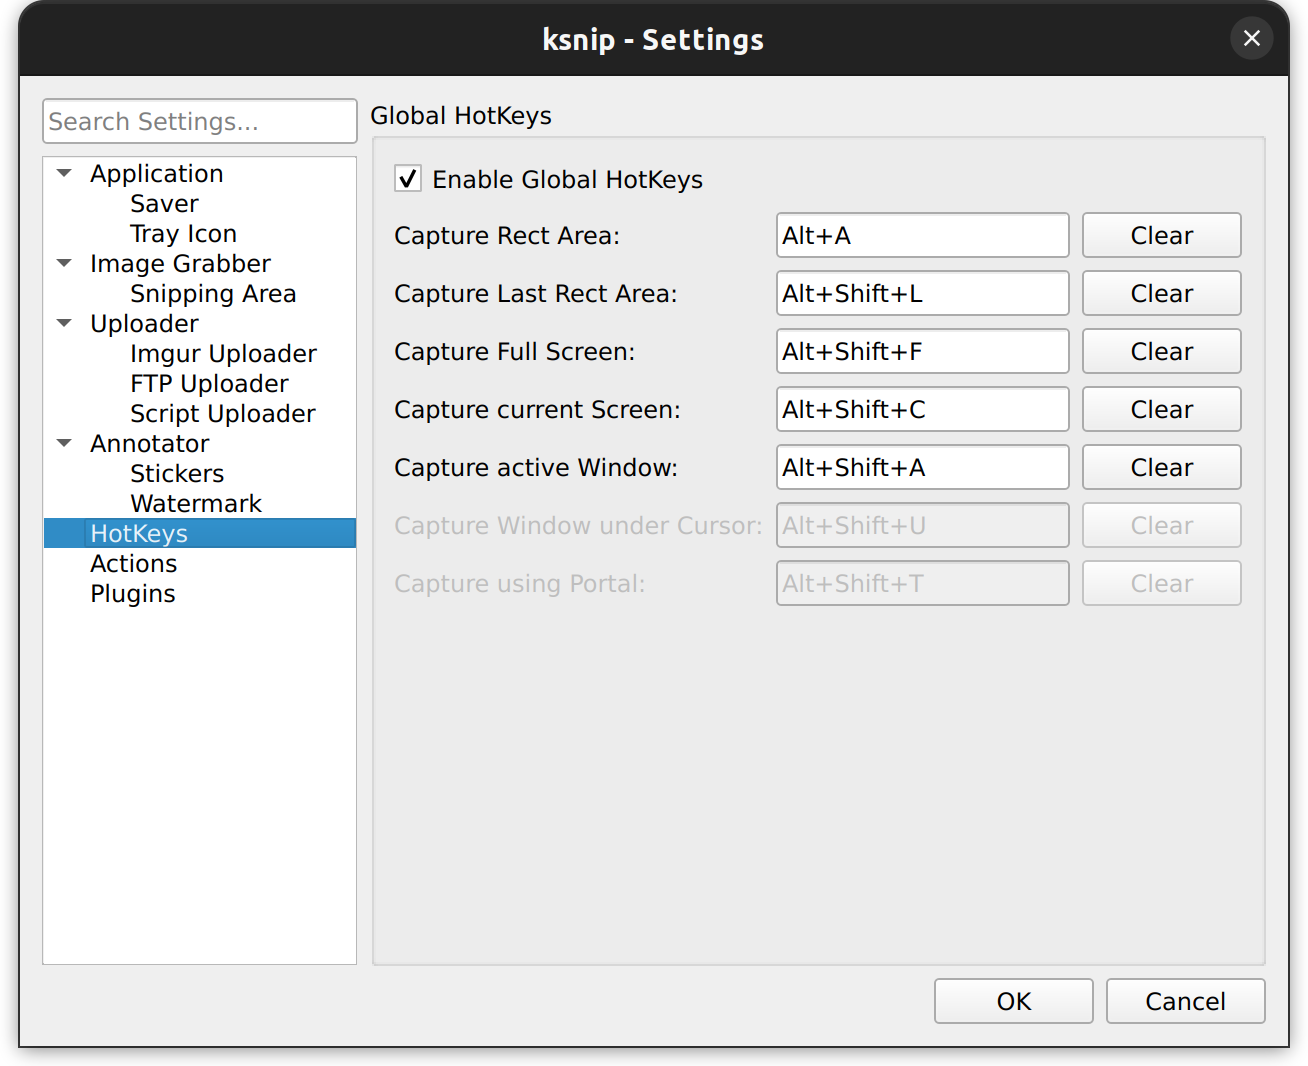 ksnip - Settings
Search Settings...
Application
Saver
Tray Icon
Image Grabber
Snipping Area
Uploader
Imgur Uploader
FTP Uploader
Script Uploader
Annotator
Stickers
Watermark
HotKeys
Actions
Plugins
Global HotKeys
Enable Global HotKeys
Capture Rect Area: Alt+A Clear
Capture Last Rect Area: Alt+Shift+L Clear
Capture Full Screen: Alt+Shift+F Clear
Capture current Screen: Alt+Shift+C Clear
Capture active Window: Alt+Shift+A Clear
Capture Window under Cursor: Alt+Shift+U Clear
Capture using Portal: Alt+Shift+T Clear
OK Cancel